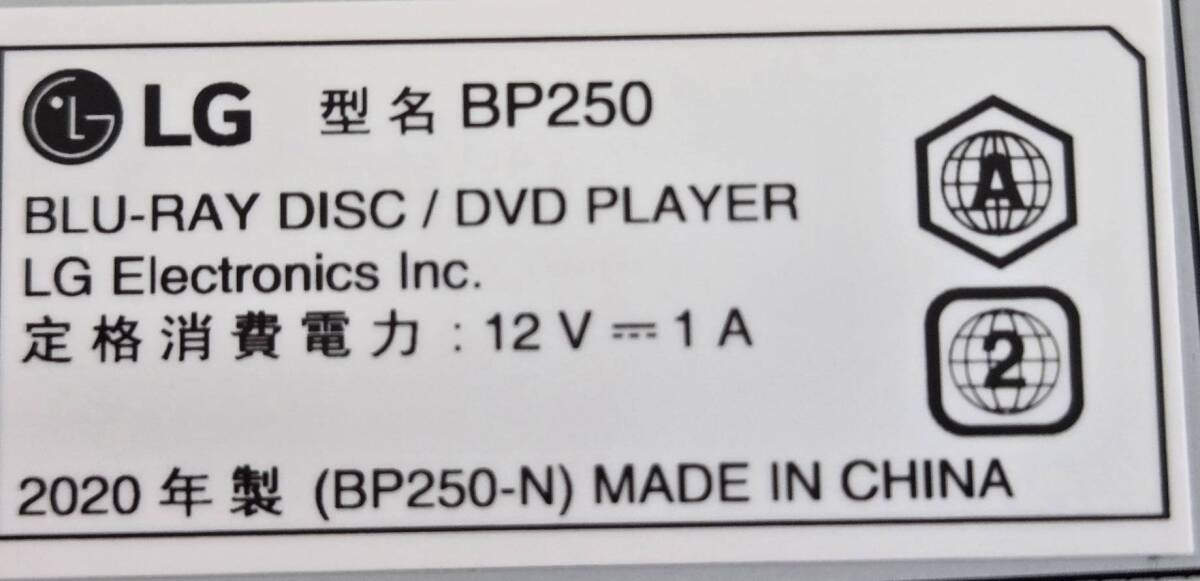 LG 型名 BP250
BLU-RAY DISC / DVD PLAYER
LG Electronics Inc.
定格消費電力 : 12 V ⎓ 1 A
2020 年 製 (BP250-N) MADE IN CHINA
A
2